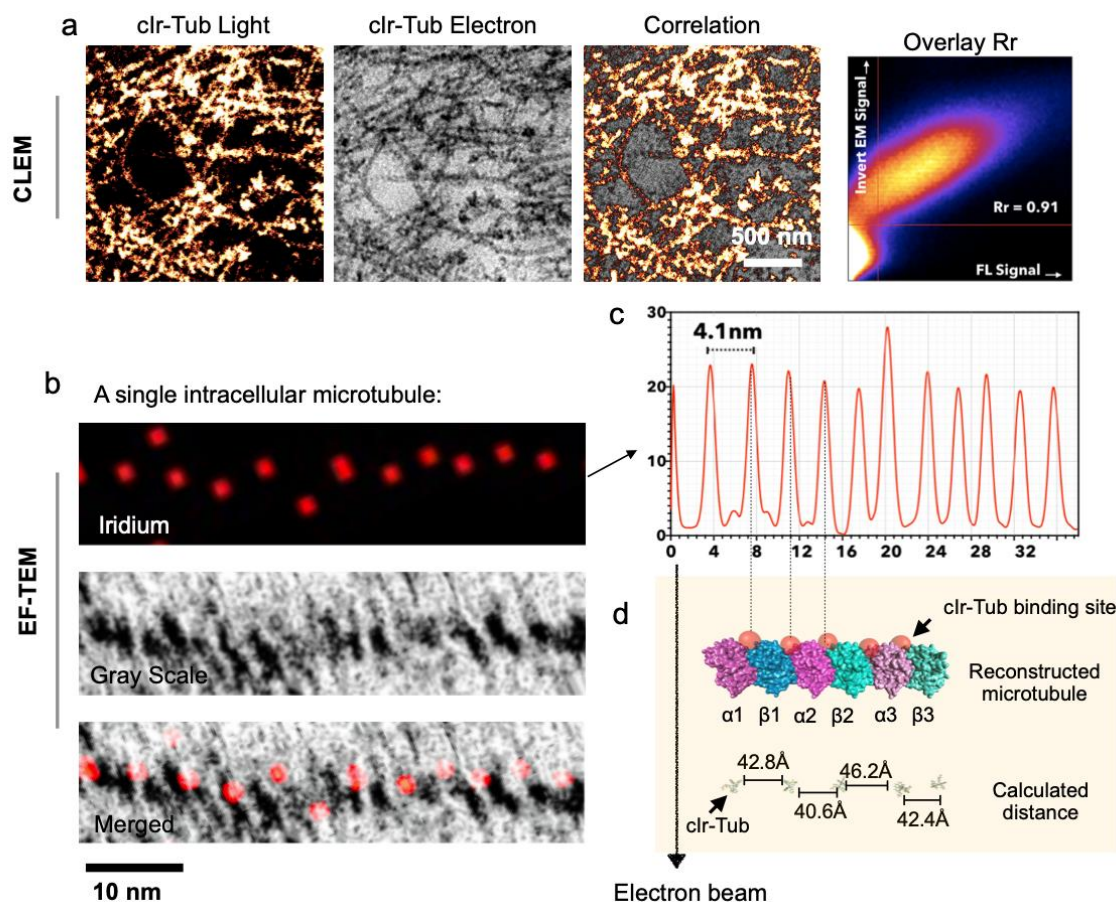 a
clr-Tub Light
clr-Tub Electron
Correlation
Overlay Rr
CLEM
500 nm
Invert EM Signal
Rr = 0.91
FL Signal
b
A single intracellular microtubule:
EF-TEM
Iridium
Gray Scale
Merged
10 nm
c
30
20
10
0
4.1nm
0 4 8 12 16 20 24 28 32
d
clr-Tub binding site
Reconstructed
microtubule
α1 β1 α2 β2 α3 β3
42.8Å
46.2Å
40.6Å
42.4Å
clr-Tub
Calculated
distance
Electron beam